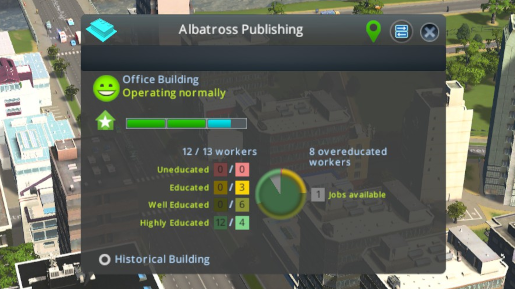 Albatross Publishing
Office Building
Operating normally
12 / 13 workers
8 overeducated
workers
Uneducated 0 / 0
Educated 0 / 3
Well Educated 0 / 6
Highly Educated 12 / 4
1 Jobs available
Historical Building